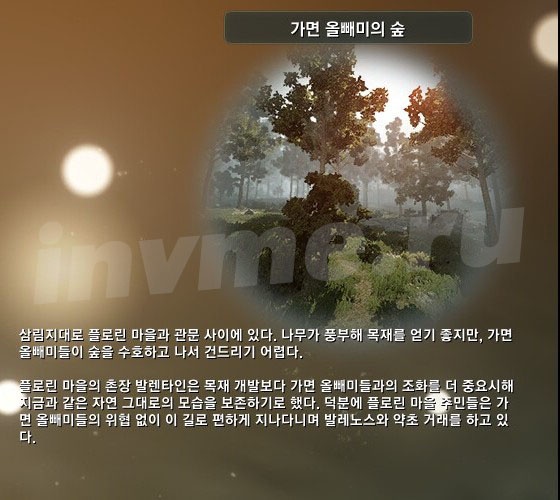 가면 올빼미의 숲
invme.ru
삼림지대로 플로린 마을과 관문 사이에 있다. 나무가 풍부해 목재를 얻기 좋지만, 가면
올빼미들이 숲을 수호하고 나서 건드리기 어렵다.
플로린 마을의 촌장 발렌타인은 목재 개발보다 가면 올빼미들과의 조화를 더 중요시해
지금과 같은 자연 그대로의 모습을 보존하기로 했다. 덕분에 플로린 마을 주민들은 가
면 올빼미들의 위협 없이 이 길로 편하게 지나다니며 발레노스와 약초 거래를 하고 있
다.